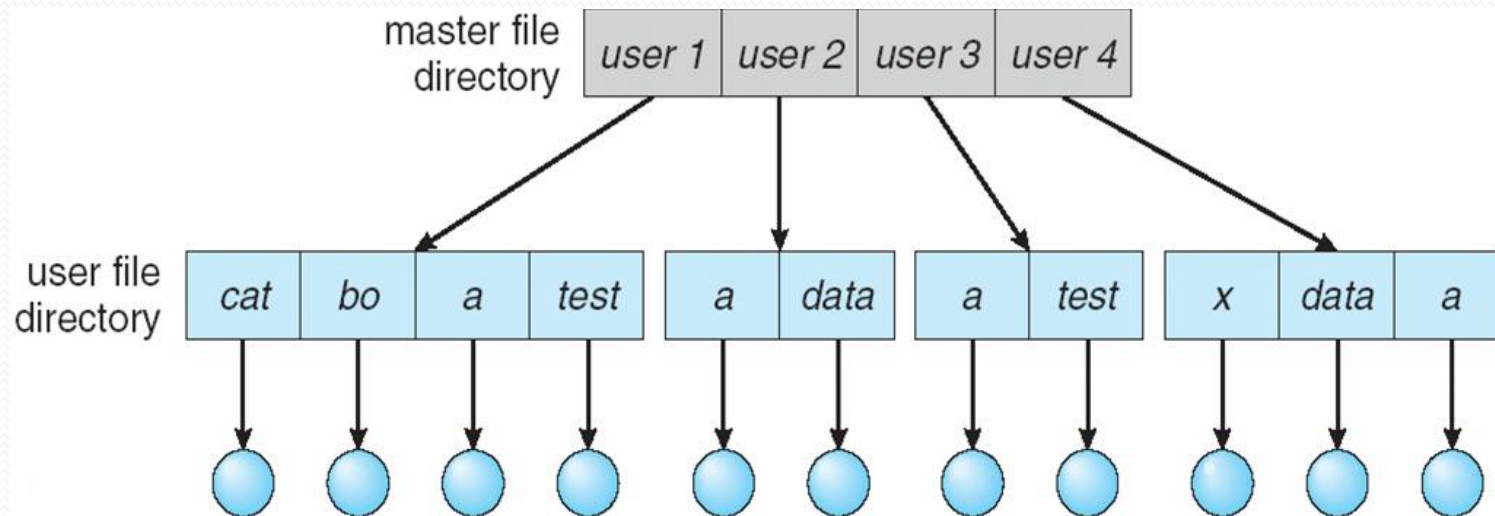 master file
directory
user 1 user 2 user 3 user 4
user file
directory
cat bo a test a data a test x data a